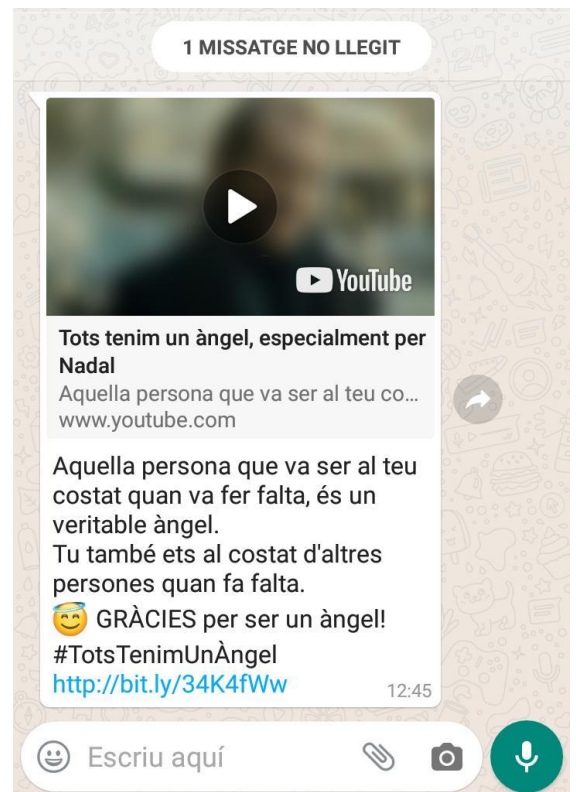 1 MISSATGE NO LLEGIT
YouTube
Tots tenim un àngel, especialment per
Nadal
Aquella persona que va ser al teu co...
www.youtube.com
Aquella persona que va ser al teu
costat quan va fer falta, és un
veritable àngel.
Tu també ets al costat d'altres
persones quan fa falta.
😇 GRÀCIES per ser un àngel!
#TotsTenimUnÀngel
http://bit.ly/34K4fWw
12:45
Escriu aquí